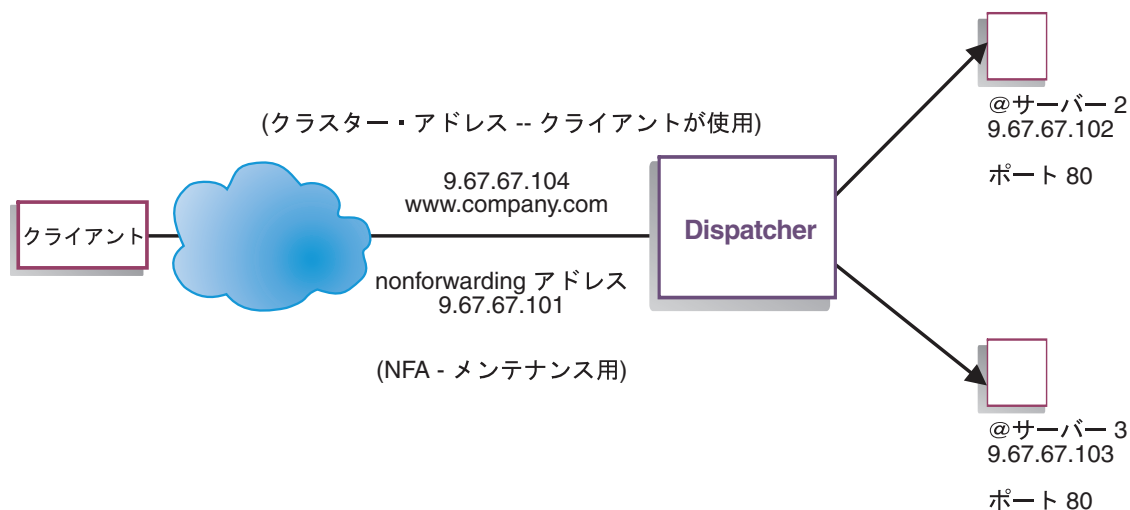 (クラスター・アドレス -- クライアントが使用)
9.67.67.104
www.company.com
クライアント
nonforwarding アドレス
9.67.67.101
(NFA - メンテナンス用)
Dispatcher
@サーバー 2
9.67.67.102
ポート 80
@サーバー 3
9.67.67.103
ポート 80